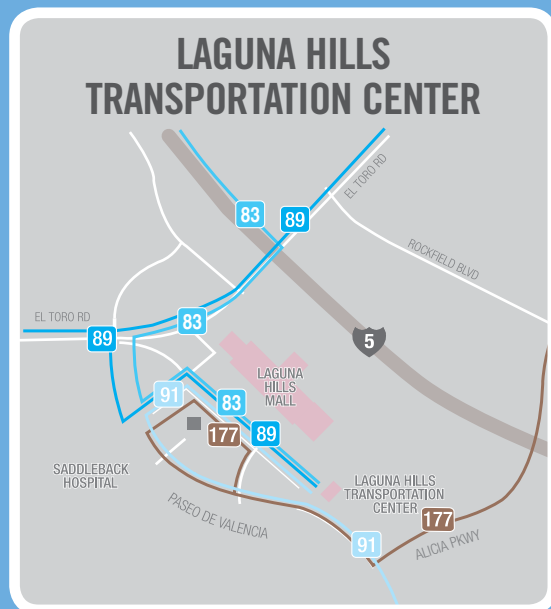 LAGUNA HILLS
TRANSPORTATION CENTER
EL TORO RD
83
89
ROCKFIELD BLVD
EL TORO RD
83
89
5
LAGUNA
HILLS
MALL
91
83
177
89
SADDLEBACK
HOSPITAL
LAGUNA HILLS
TRANSPORTATION
CENTER
PASEO DE VALENCIA
177
91
ALICIA PKWY